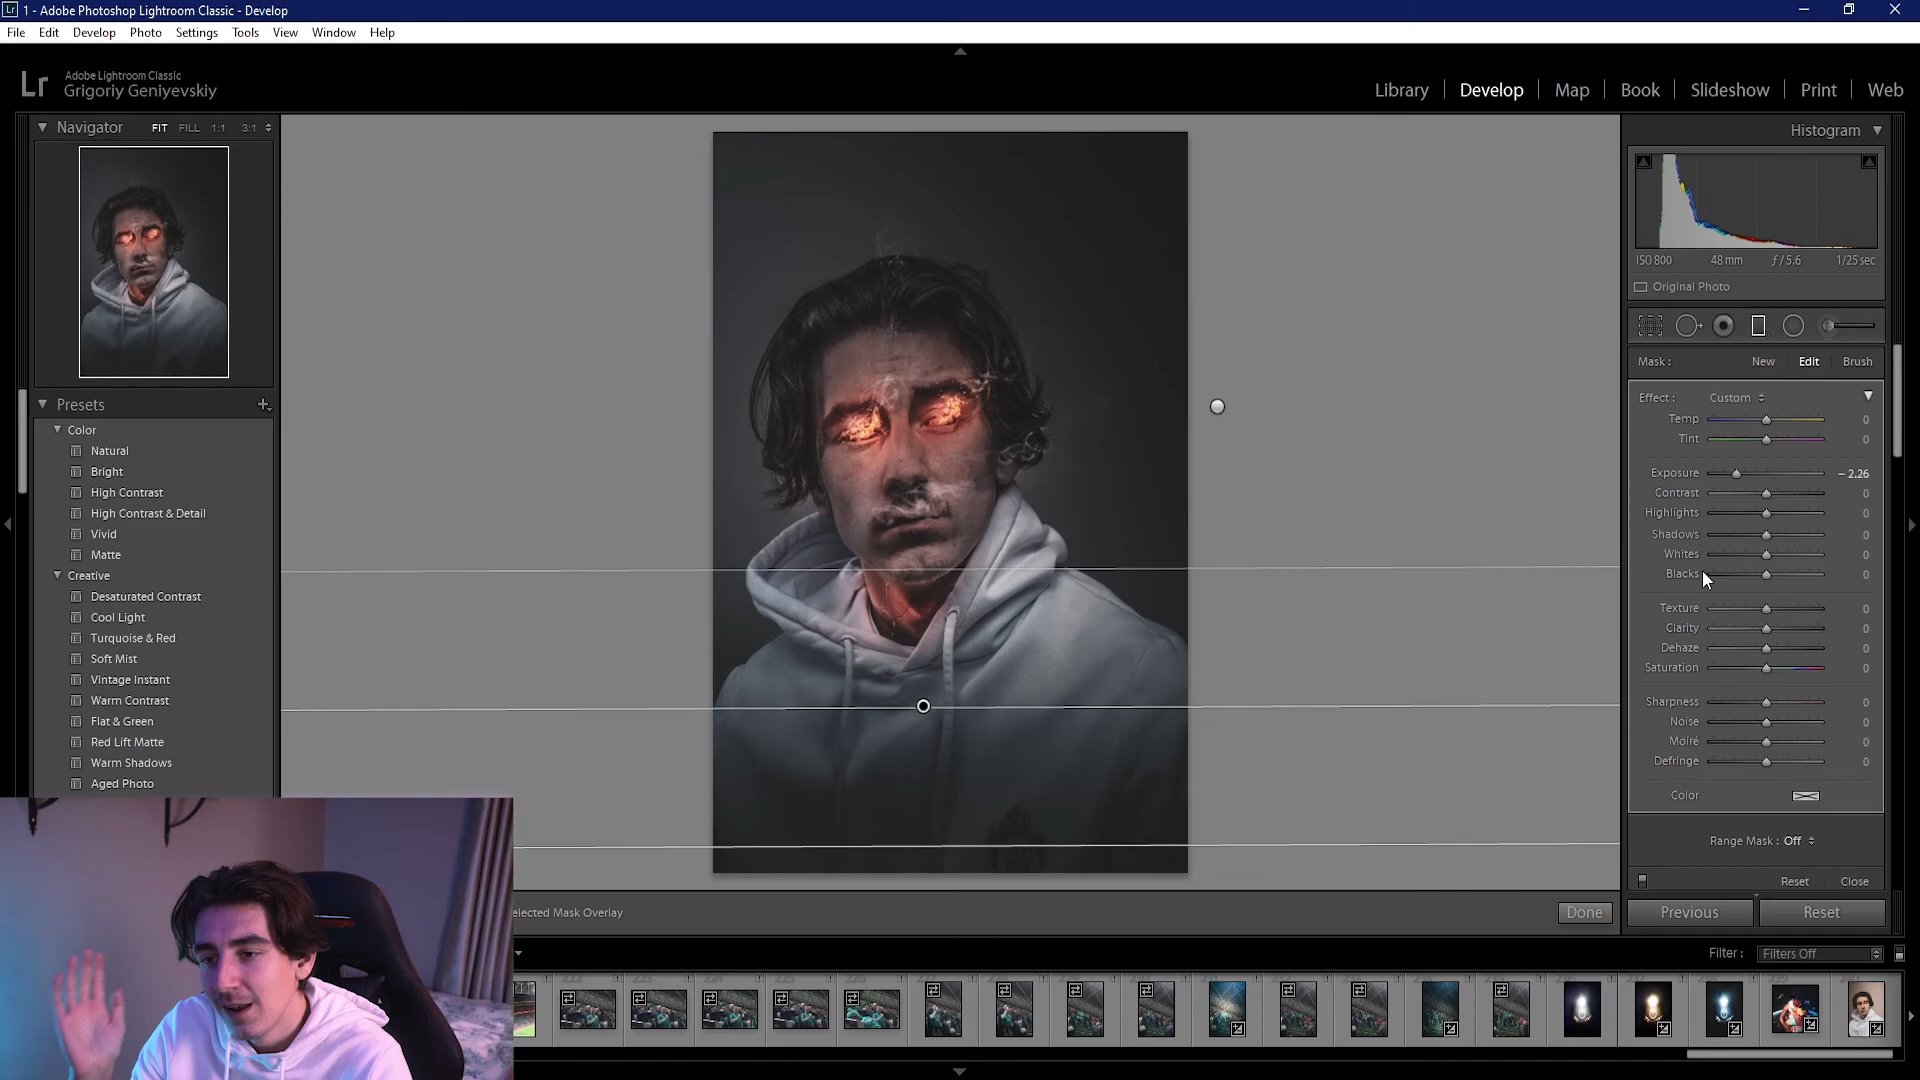 Lr 1 - Adobe Photoshop Lightroom Classic - Develop
File Edit Develop Photo Settings Tools View Window Help
Lr Adobe Lightroom Classic
Grigoriy Geniyevskiy
Library Develop Map Book Slideshow Print Web
Navigator FIT FILL 1:1 3:1
Histogram
ISO 800 48 mm ƒ / 5.6 1/25 sec
Original Photo
Mask : New Edit Brush
Effect : Custom
Temp 0
Tint 0
Exposure – 2.26
Contrast 0
Highlights 0
Shadows 0
Whites 0
Blacks 0
Texture 0
Clarity 0
Dehaze 0
Saturation 0
Sharpness 0
Noise 0
Moiré 0
Defringe 0
Color
Range Mask : Off
Reset Close
Previous Reset
Presets
Color
Natural
Bright
High Contrast
High Contrast & Detail
Vivid
Matte
Creative
Desaturated Contrast
Cool Light
Turquoise & Red
Soft Mist
Vintage Instant
Warm Contrast
Flat & Green
Red Lift Matte
Warm Shadows
Aged Photo
elected Mask Overlay
Done
Filter : Filters Off